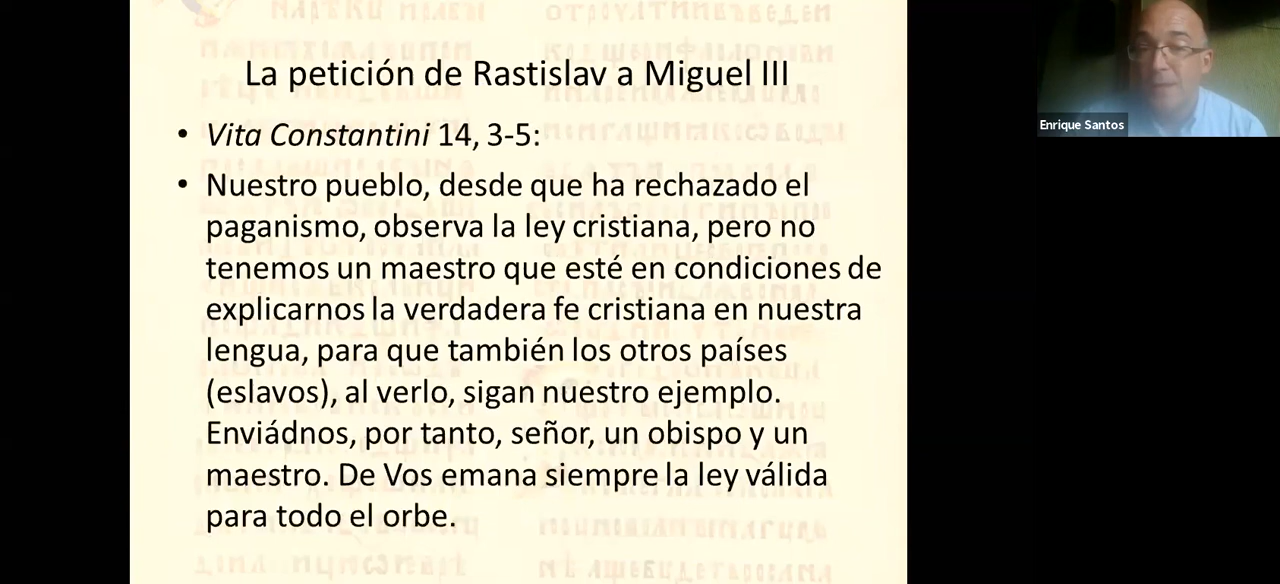 La petición de Rastislav a Miguel III
• Vita Constantini 14, 3-5:
• Nuestro pueblo, desde que ha rechazado el
paganismo, observa la ley cristiana, pero no
tenemos un maestro que esté en condiciones de
explicarnos la verdadera fe cristiana en nuestra
lengua, para que también los otros países
(eslavos), al verlo, sigan nuestro ejemplo.
Enviádnos, por tanto, señor, un obispo y un
maestro. De Vos emana siempre la ley válida
para todo el orbe.
Enrique Santos